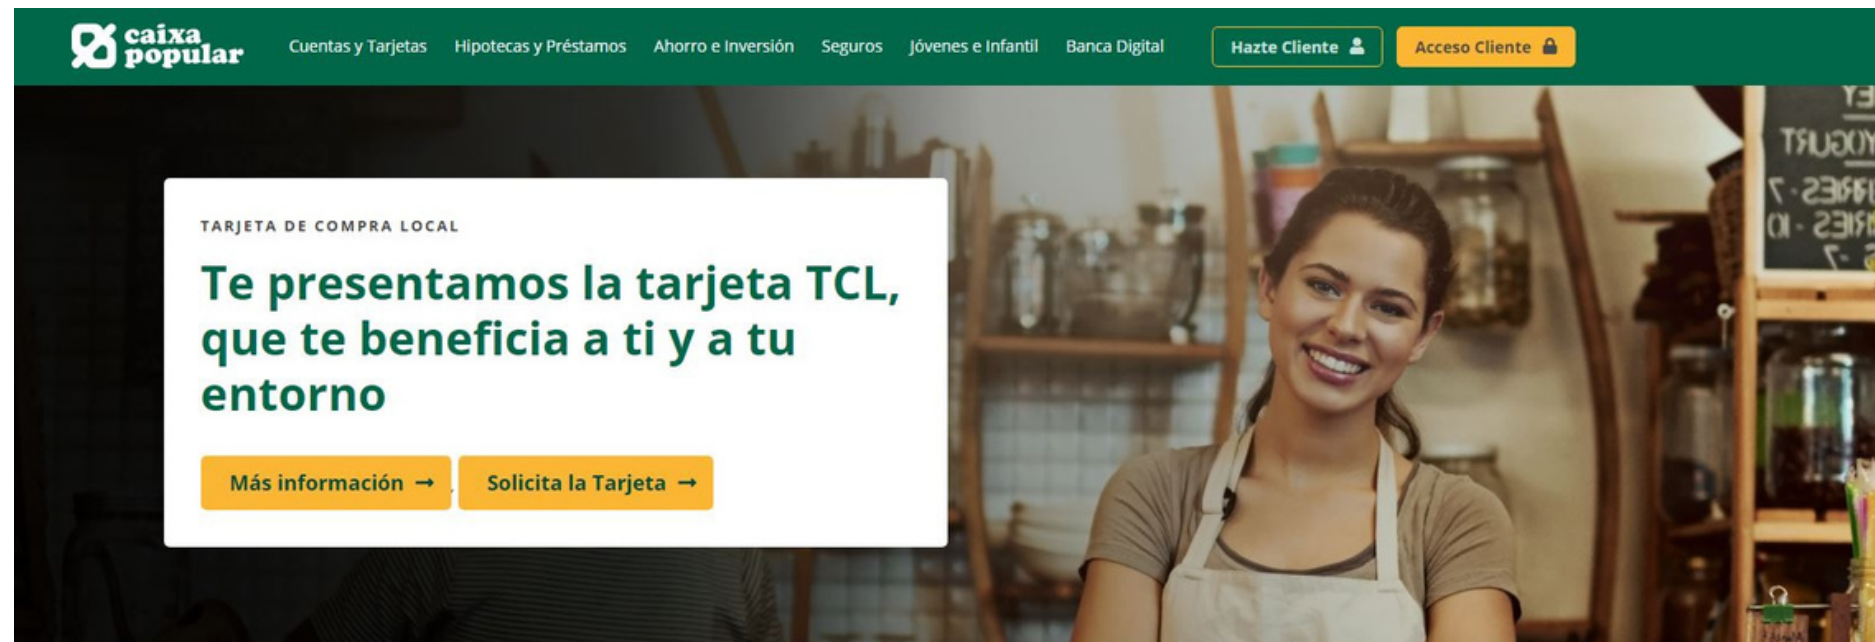 caixa
popular
Cuentas y Tarjetas Hipotecas y Préstamos Ahorro e Inversión Seguros Jóvenes e Infantil Banca Digital Hazte Cliente Acceso Cliente
TARJETA DE COMPRA LOCAL
Te presentamos la tarjeta TCL,
que te beneficia a ti y a tu
entorno
Más información → Solicita la Tarjeta →